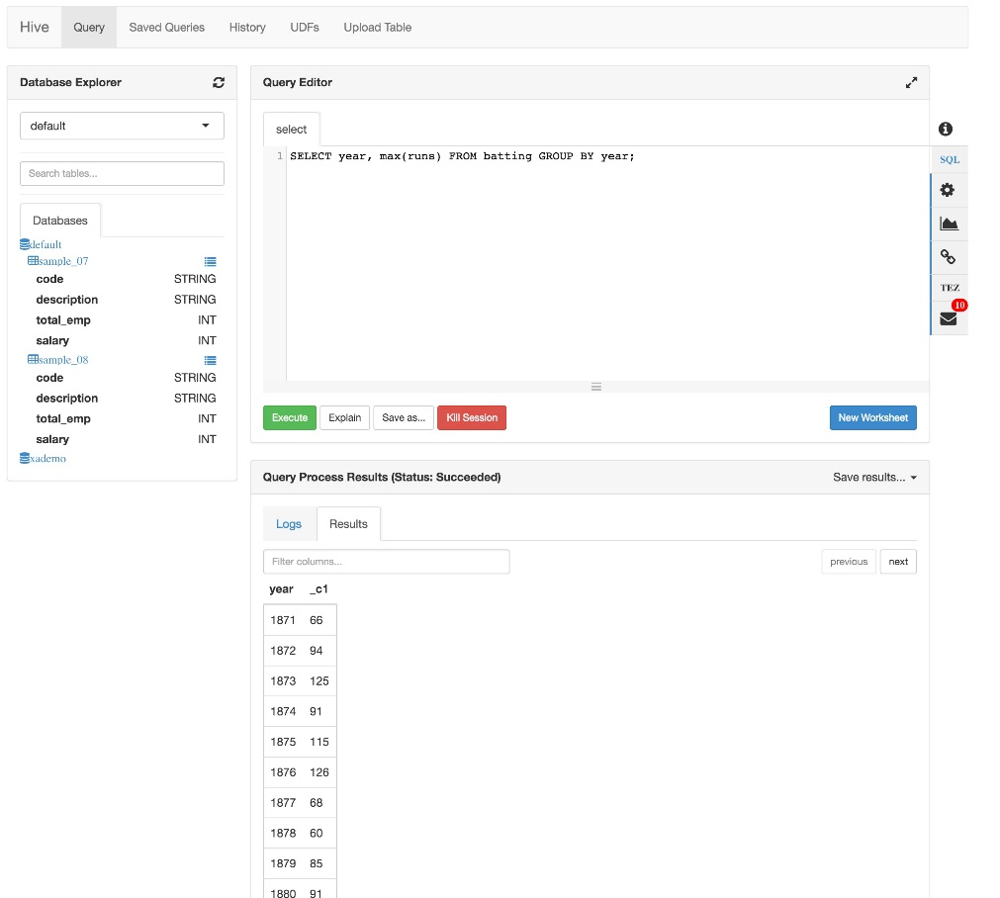 Hive Query Saved Queries History UDFs Upload Table
Database Explorer
default
Search tables...
Databases
default
sample_07
code STRING
description STRING
total_emp INT
salary INT
sample_08
code STRING
description STRING
total_emp INT
salary INT
xademo
Query Editor
select
1 SELECT year, max(runs) FROM batting GROUP BY year;
Execute Explain Save as... Kill Session New Worksheet
SQL
TEZ
10
Query Process Results (Status: Succeeded) Save results...
Logs Results
Filter columns... previous next
year _c1
1871 66
1872 94
1873 125
1874 91
1875 115
1876 126
1877 68
1878 60
1879 85
1880 91